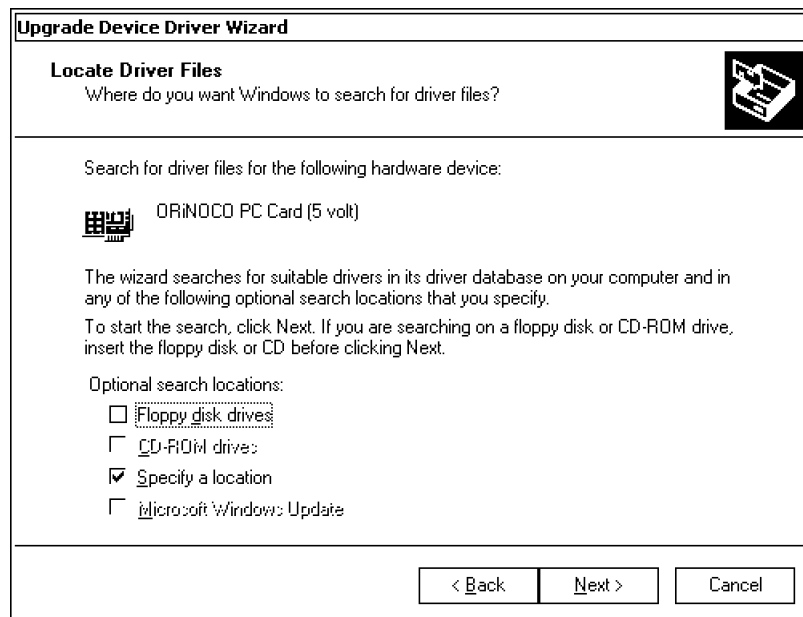 Upgrade Device Driver Wizard
Locate Driver Files
Where do you want Windows to search for driver files?
Search for driver files for the following hardware device:
ORiNOCO PC Card (5 volt)
The wizard searches for suitable drivers in its driver database on your computer and in
any of the following optional search locations that you specify.
To start the search, click Next. If you are searching on a floppy disk or CD-ROM drive,
insert the floppy disk or CD before clicking Next.
Optional search locations:
Floppy disk drives
CD-ROM drives
Specify a location
Microsoft Windows Update
< Back
Next >
Cancel